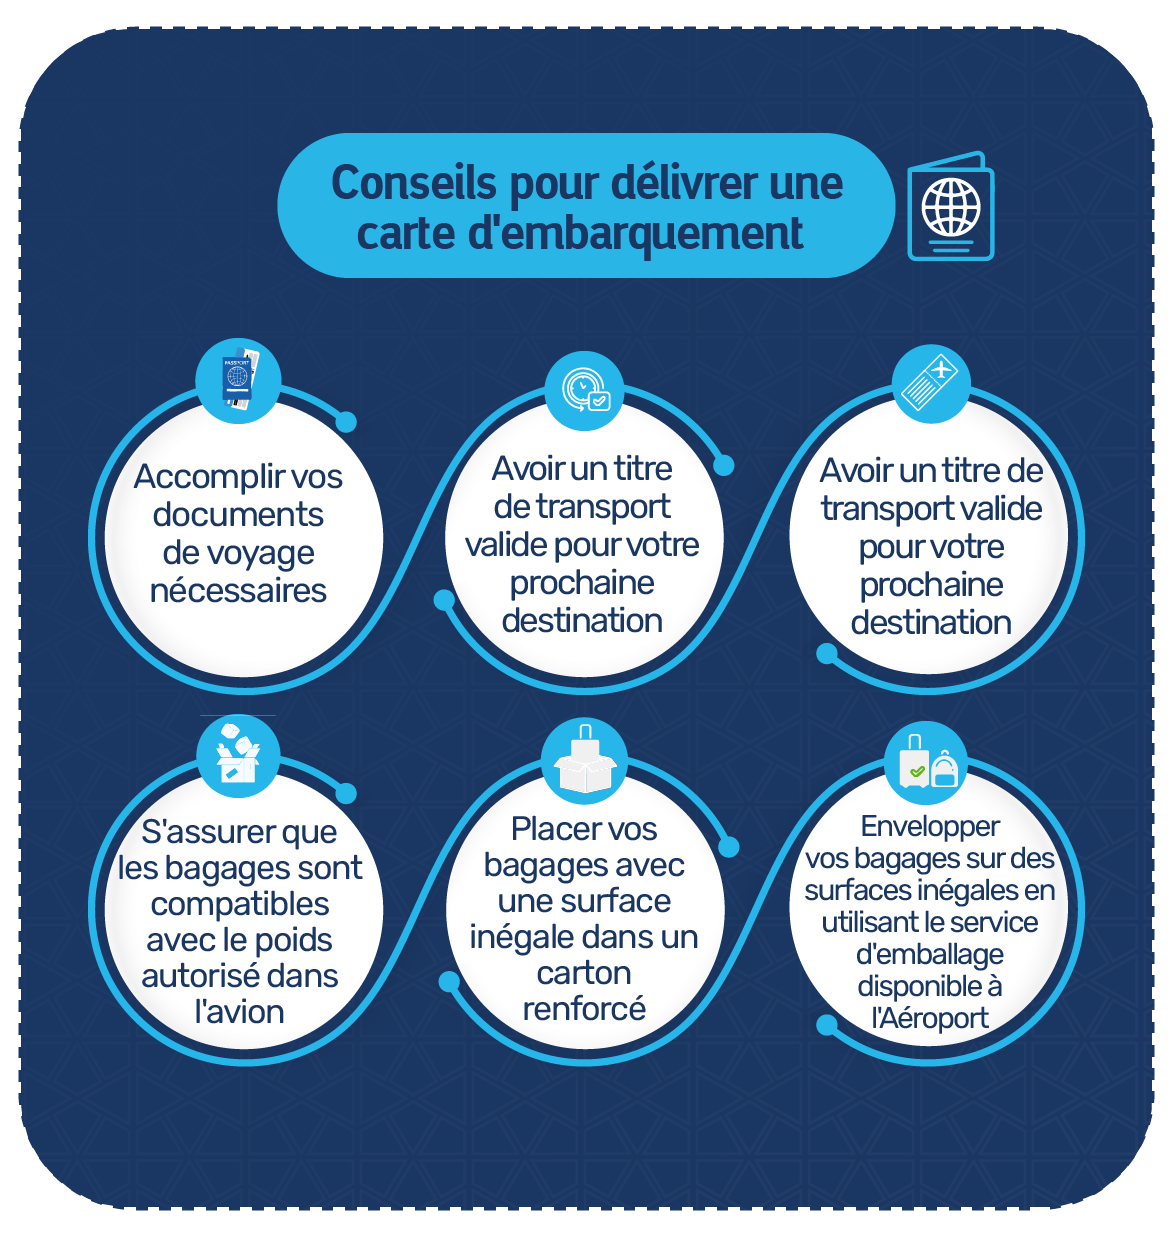 Conseils pour délivrer une
carte d'embarquement
PASSPORT
Accomplir vos
documents
de voyage
nécessaires
Avoir un titre
de transport
valide pour votre
prochaine
destination
Avoir un titre de
transport valide
pour votre
prochaine
destination
S'assurer que
les bagages sont
compatibles
avec le poids
autorisé dans
l'avion
Placer vos
bagages avec
une surface
inégale dans un
carton
renforcé
Envelopper
vos bagages sur des
surfaces inégales en
utilisant le service
d'emballage
disponible à
l'Aéroport